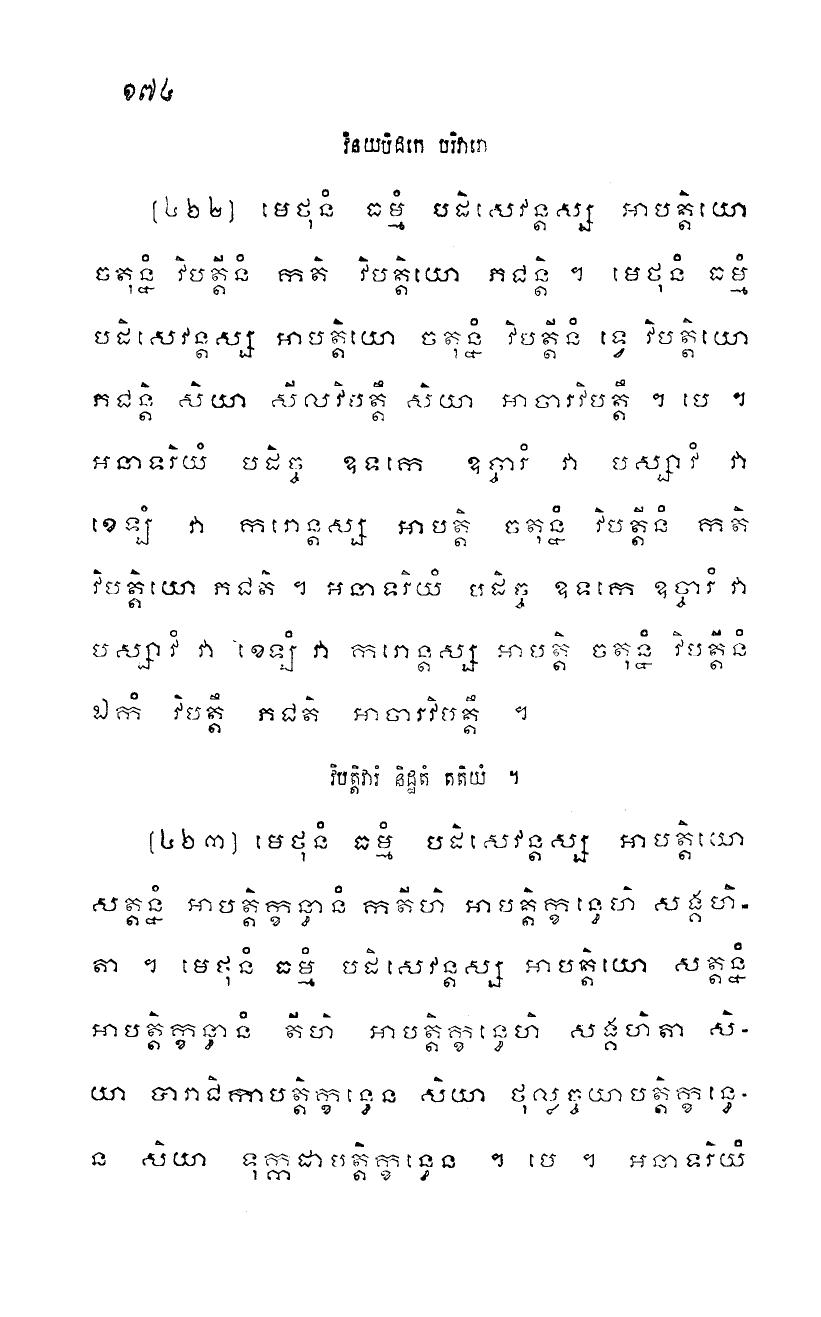 ១៧៤
វិនយបិដកេ បរិវារោ
[៤២២] មេថុនំ ធម្មំ បដិសេវន្តស្ស អាបត្តិយោ
ចតុន្នំ វិបត្តីនំ កតិ វិបត្តិយោ ភជន្តិ ។ មេថុនំ ធម្មំ
បដិសេវន្តស្ស អាបត្តិយោ ចតុន្នំ វិបត្តីនំ ទ្វេ វិបត្តិយោ
ភជន្តិ សិយា សីលវិបត្តឹ សិយា អាចារវិបត្តឹ ។ បេ ។
អនាទរិយំ បដិច្ច ឧទកេ ឧច្ចារំ វា បស្សាវំ វា
ខេឡំ វា ករោន្តស្ស អាបត្តិ ចតុន្នំ វិបត្តីនំ កតិ
វិបត្តិយោ ភជតិ ។ អនាទរិយំ បដិច្ច ឧទកេ ឧច្ចារំ វា
បស្សាវំ វា ខេឡំ វា ករោន្តស្ស អាបត្តិ ចតុន្នំ វិបត្តីនំ
ឯកំ វិបត្តឹ ភជតិ អាចារវិបត្តឹ ។
វិបត្តិវារំ និដ្ឋិតំ តតិយំ ។
[៤២៣] មេថុនំ ធម្មំ បដិសេវន្តស្ស អាបត្តិយោ
សត្តន្នំ អាបត្តិក្ខន្ធានំ កតីហិ អាបត្តិក្ខន្ធេហិ សង្គហិ-
តា ។ មេថុនំ ធម្មំ បដិសេវន្តស្ស អាបត្តិយោ សត្តន្នំ
អាបត្តិក្ខន្ធានំ តីហិ អាបត្តិក្ខន្ធេហិ សង្គហិតា សិ-
យា បារាជិកាបត្តិក្ខន្ធេន សិយា ថុល្លច្ចយាបត្តិក្ខន្ធេ-
ន សិយា ទុក្កដាបត្តិក្ខន្ធេន ។ បេ ។ អនាទរិយំ